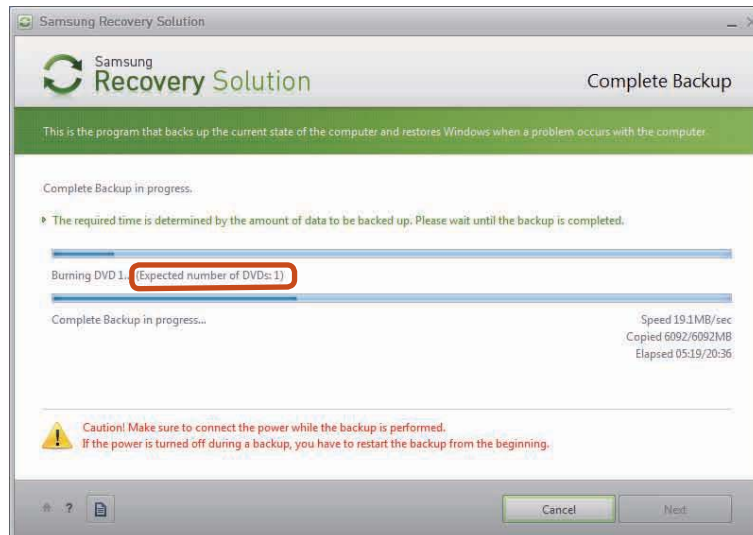 Samsung Recovery Solution
Samsung
Recovery Solution
Complete Backup
This is the program that backs up the current state of the computer and restores Windows when a problem occurs with the computer.
Complete Backup in progress.
The required time is determined by the amount of data to be backed up. Please wait until the backup is completed.
Burning DVD 1... (Expected number of DVDs: 1)
Complete Backup in progress...
Speed 19.1MB/sec
Copied 6092/6092MB
Elapsed 05:19/20:36
Caution! Make sure to connect the power while the backup is performed.
If the power is turned off during a backup, you have to restart the backup from the beginning.
?
Cancel
Next